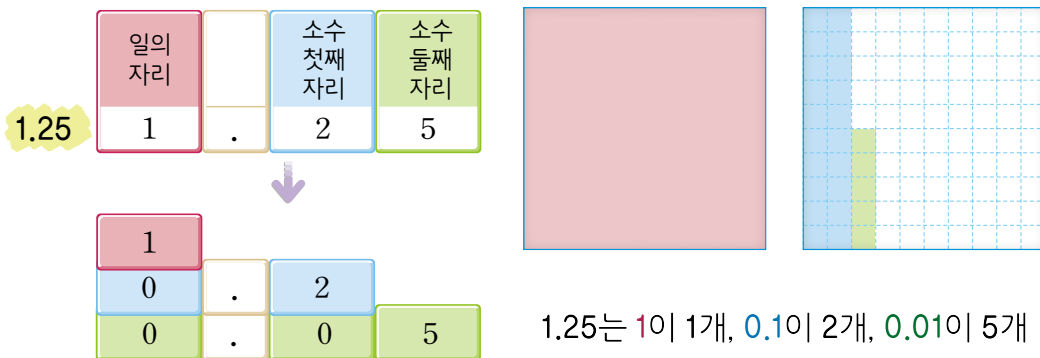 일의
자리
소수
첫째
자리
소수
둘째
자리
1.25
1 . 2 5
1
0 . 2
0 . 0 5
1.25는 1이 1개, 0.1이 2개, 0.01이 5개